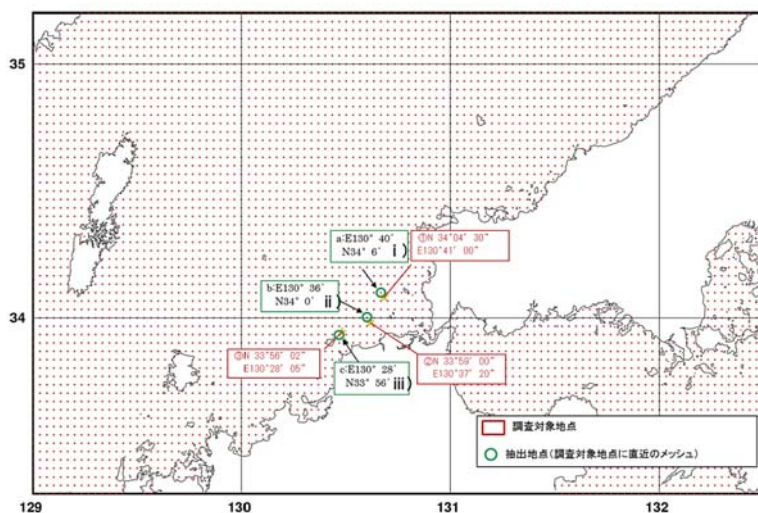 35
34
129
130
131
132
a:E130° 40′
N34° 6′ i)
①N 34°04′ 30″
E130°41′ 00″
b:E130° 36′
N34° 0′ ii)
③N 33°56′ 02″
E130°28′ 05″
c:E130° 28′
N33° 56′ iii)
②N 33°59′ 00″
E130°37′ 20″
調査対象地点
抽出地点(調査対象地点に直近のメッシュ)